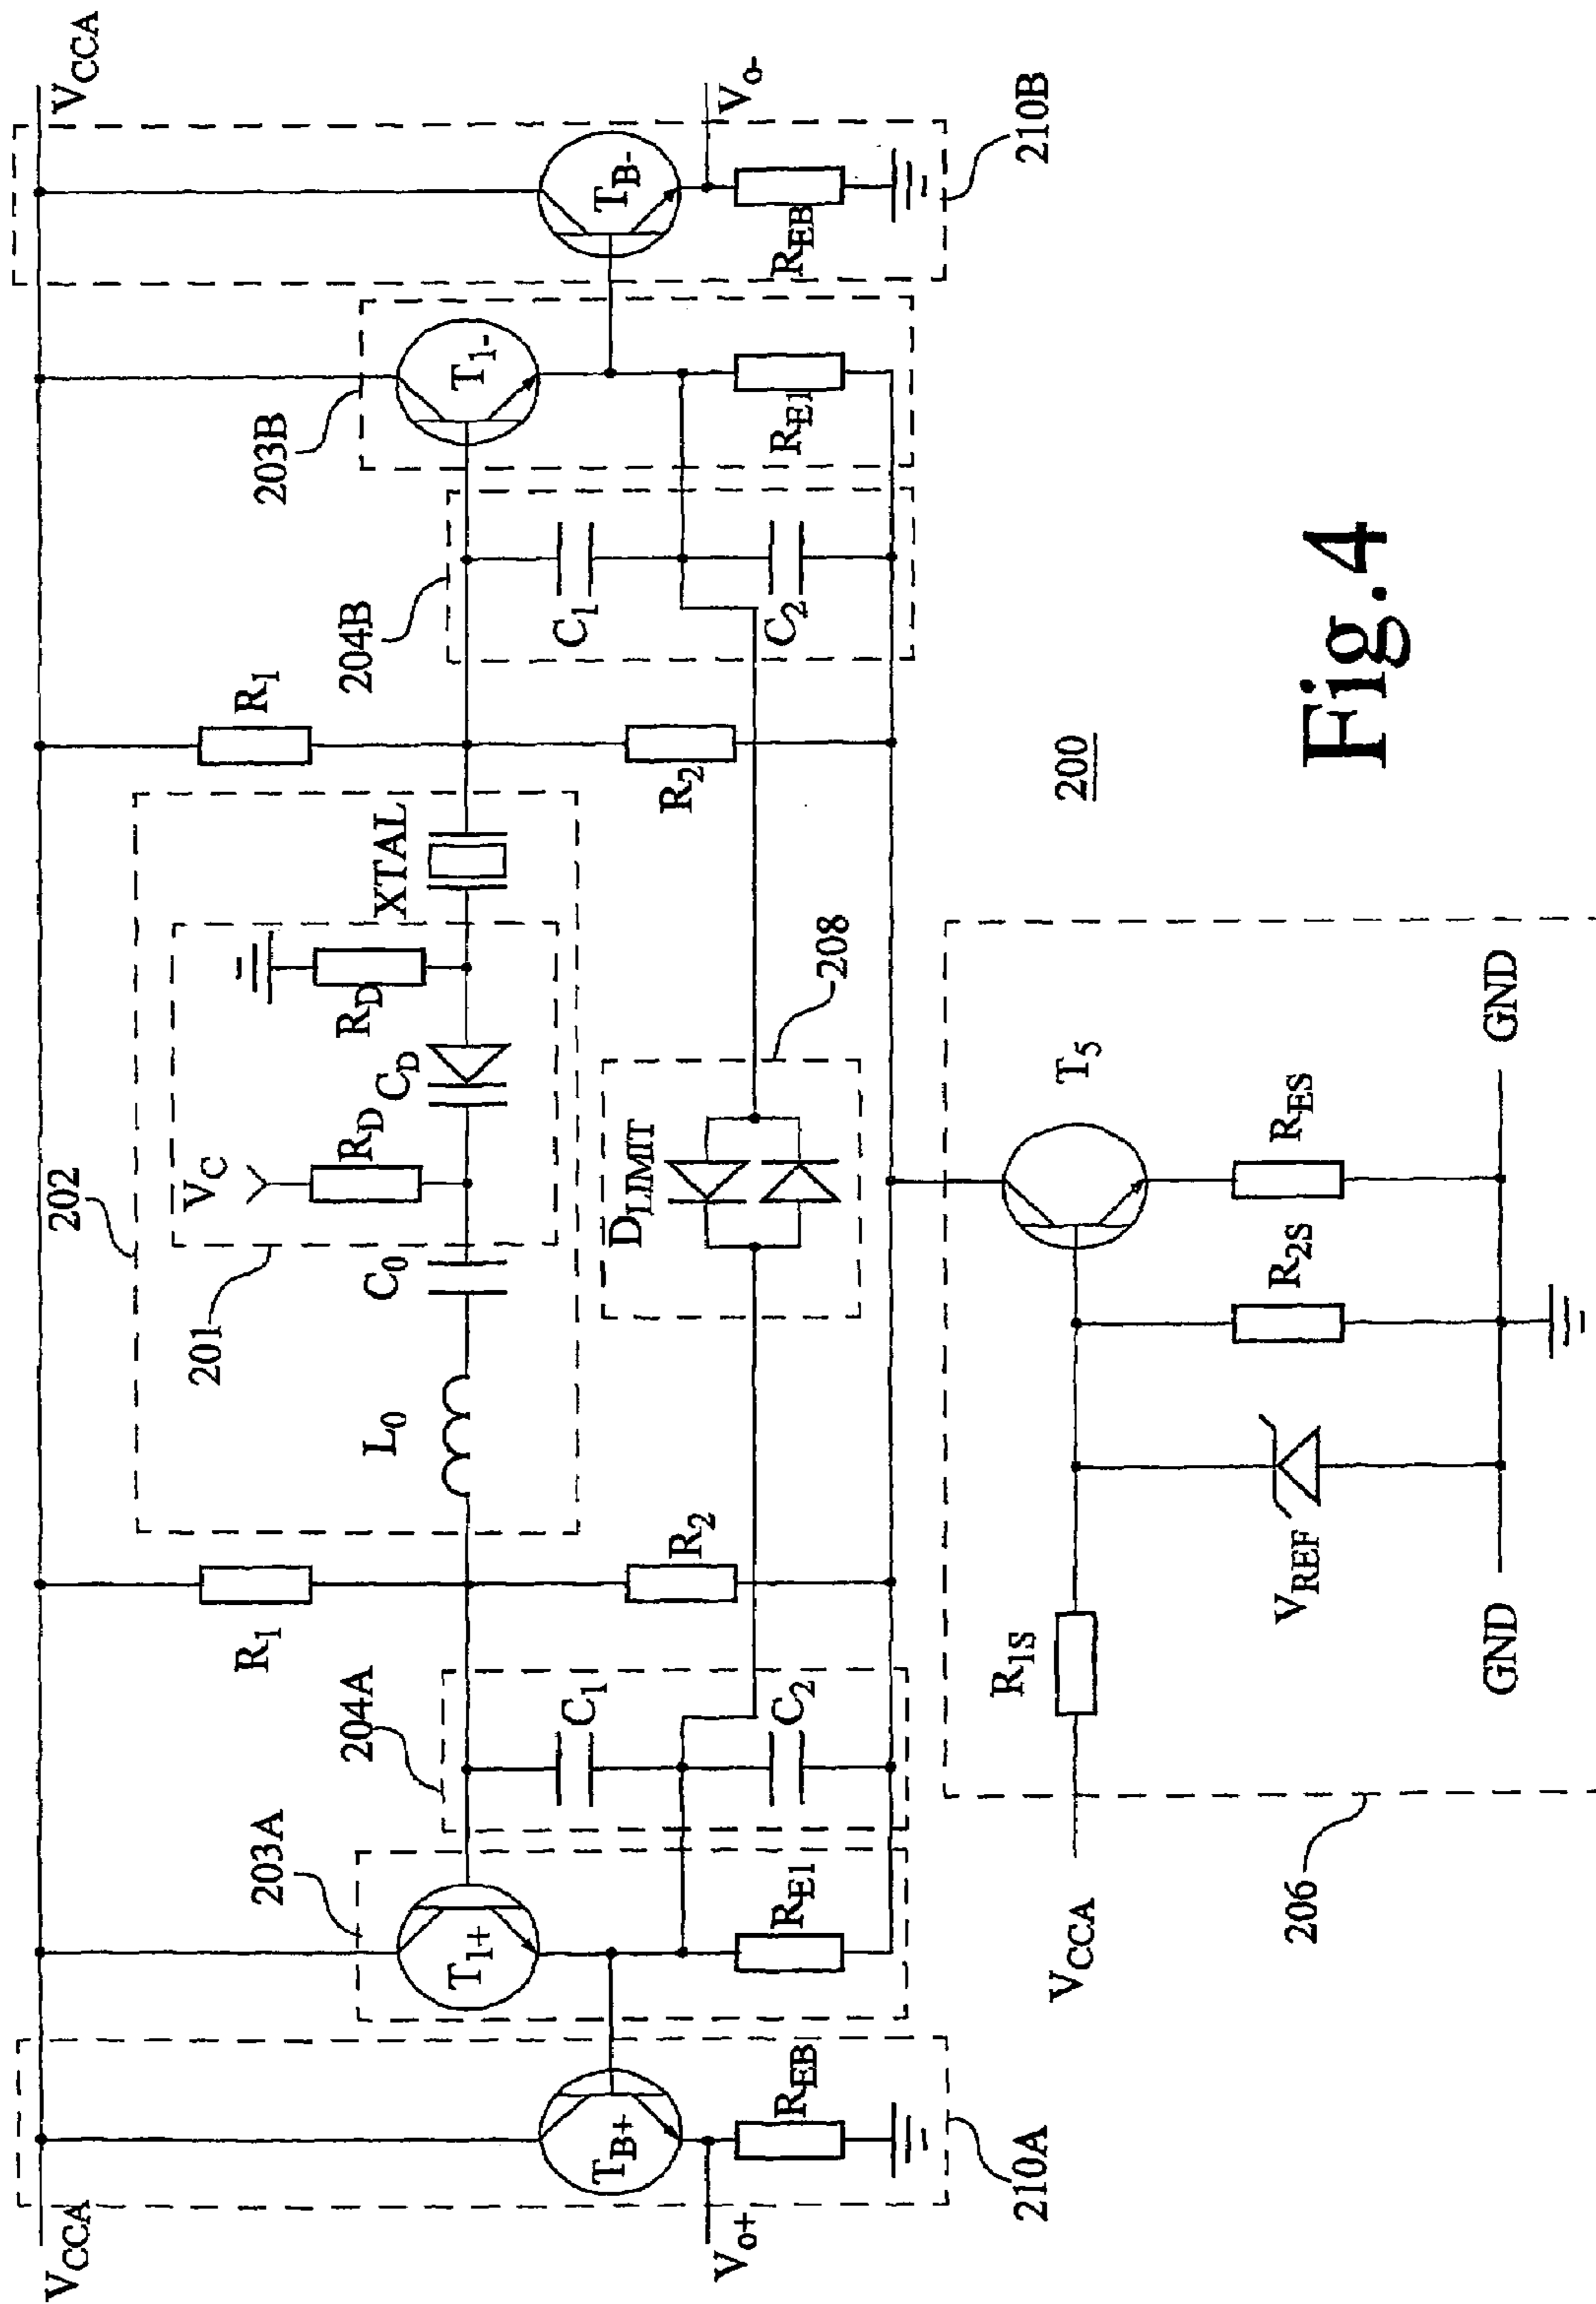 VCCA
VCCA
210A
TB+
REB
Vo+
203A
T1+
RE1
204A
C1
C2
R1
R2
202
201
L0
C0
VC
RD
CD
RD
XTAL
DLIMIT
208
R1
R2
204B
C1
C2
203B
T1-
RE1
TB-
REB
Vo-
210B
VCCA
206
R1S
VREF
R2S
RES
T5
GND
GND
200
Fig.4